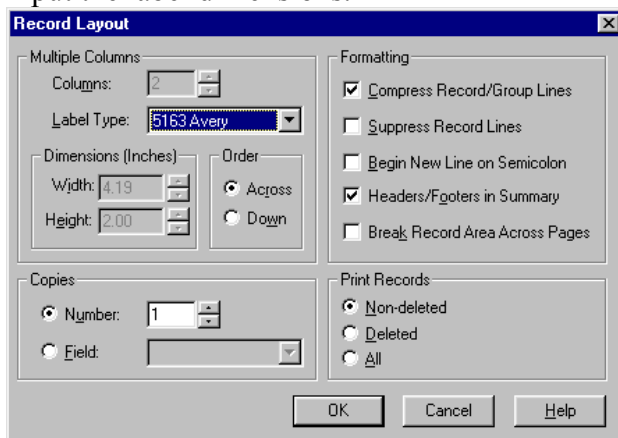 Record Layout
Multiple Columns
Columns: 2
Label Type: 5163 Avery
Dimensions (Inches)
Width: 4.19
Height: 2.00
Order
Across
Down
Formatting
Compress Record/Group Lines
Suppress Record Lines
Begin New Line on Semicolon
Headers/Footers in Summary
Break Record Area Across Pages
Copies
Number: 1
Field:
Print Records
Non-deleted
Deleted
All
OK Cancel Help